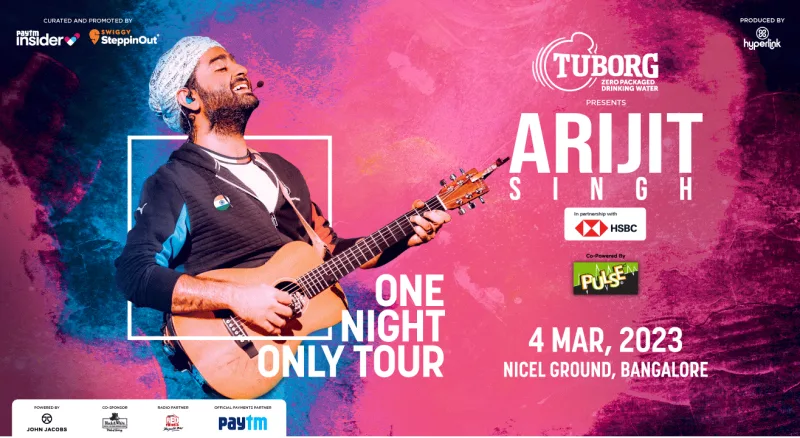 CURATED AND PROMOTED BY
paytm
insider
SWIGGY
SteppinOut
PRODUCED BY
hyperlink
TUBORG
ZERO PACKAGED
DRINKING WATER
PRESENTS
ARIJIT
SINGH
In partnership with
HSBC
Co-Powered By
PULSE
ONE
NIGHT
ONLY TOUR
4 MAR, 2023
NICEL GROUND, BANGALORE
POWERED BY
JOHN JACOBS
CO-SPONSOR
Black & White
RADIO PARTNER
OFFICIAL PAYMENTS PARTNER
paytm